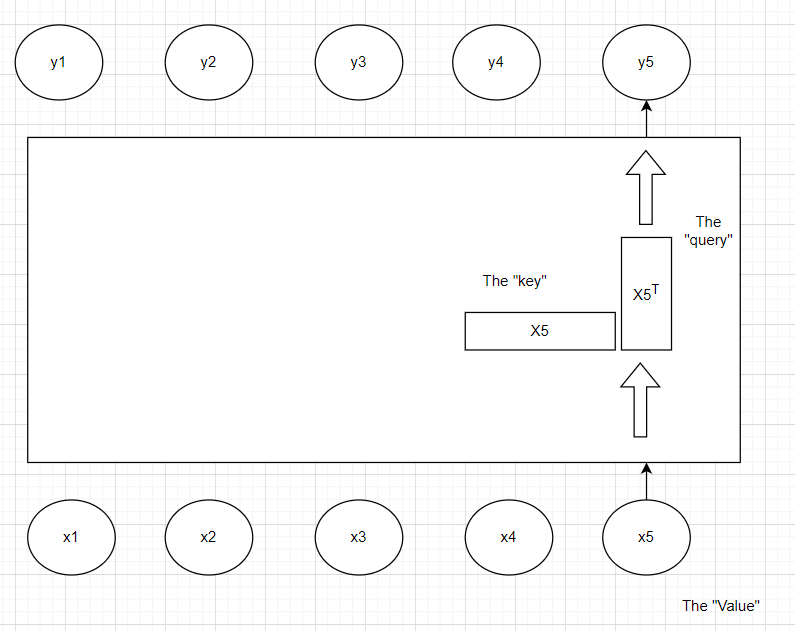 y1
y2
y3
y4
y5
The
"query"
The "key"
X5ᵀ
X5
x1
x2
x3
x4
x5
The "Value"